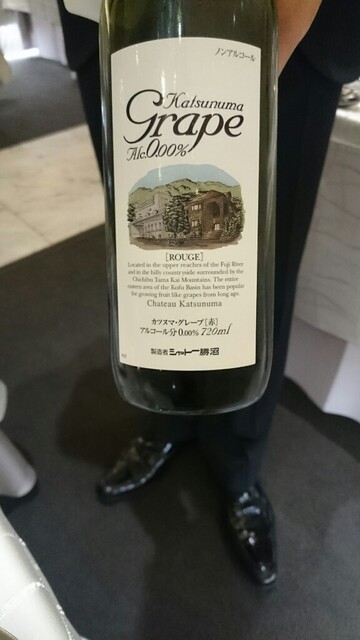 ノンアルコール
Katsunuma
Grape
Alc.0.00%
[ROUGE]
Located in the upper reaches of the Fuji River
and in the hilly countryside surrounded by the
Chichibu Tama Kai Mountains. The entire
eastern area of the Kofu Basin has been popular
for growing fruit like grapes from long ago.
Chateau Katsunuma
カツヌマ・グレープ [赤]
アルコール分 0.00% 720ml
製造者 シャトー勝沼